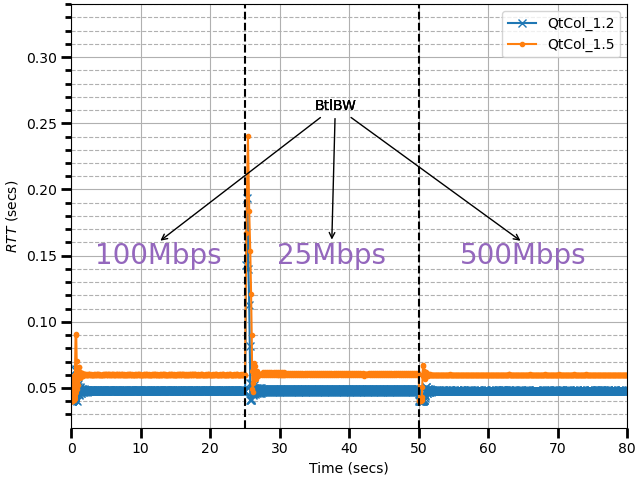 QtCol_1.2
QtCol_1.5
BtlBW
100Mbps 25Mbps 500Mbps
RTT (secs)
0.30
0.25
0.20
0.15
0.10
0.05
0 10 20 30 40 50 60 70 80
Time (secs)